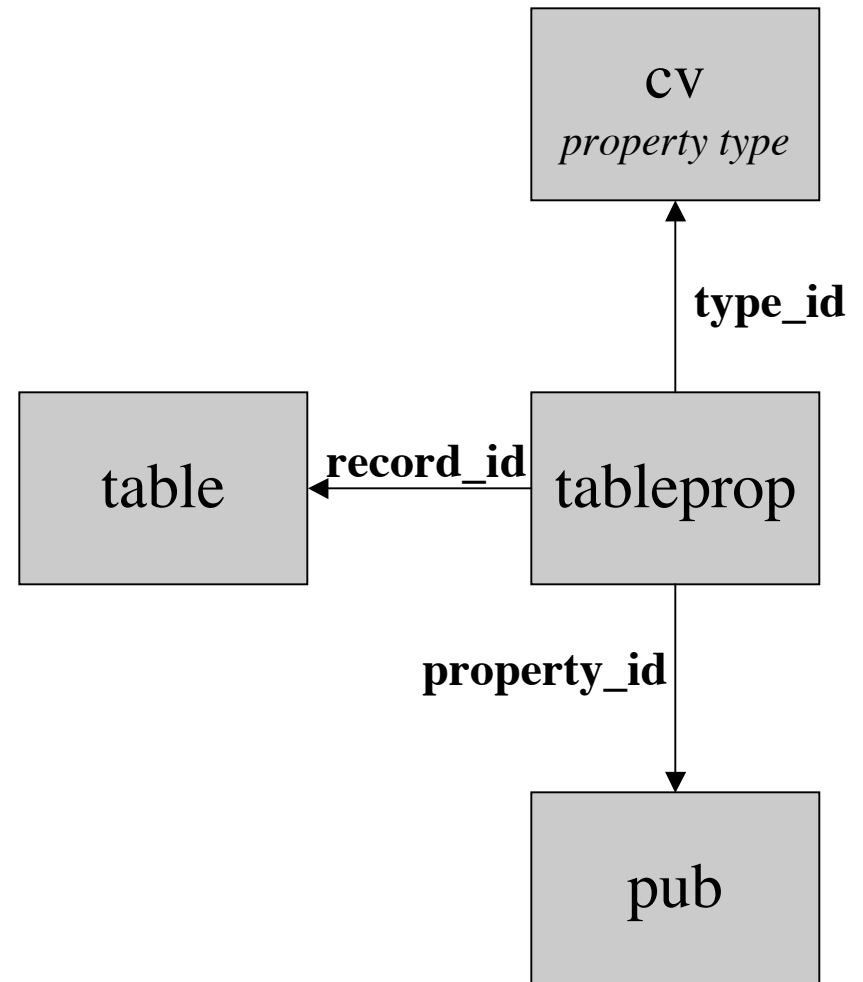 cv
property type
type_id
record_id
table
tableprop
property_id
pub